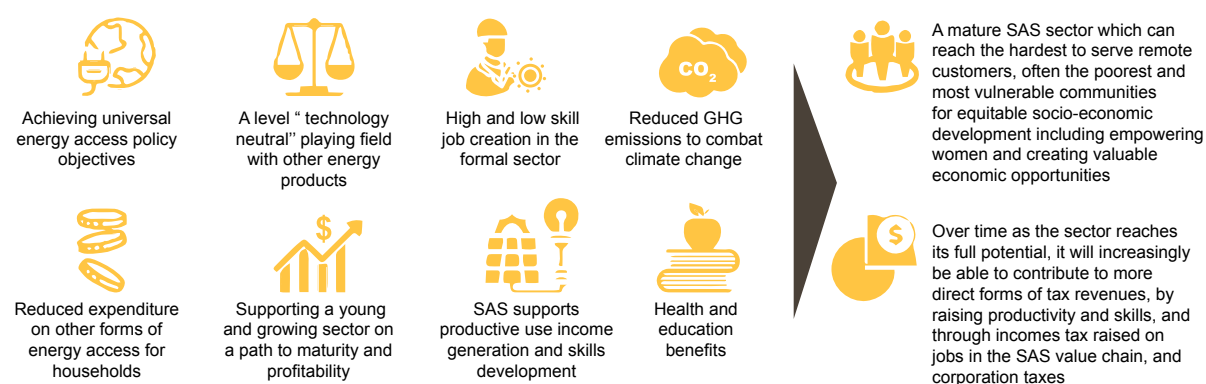 Achieving universal
energy access policy
objectives
A level “ technology
neutral’’ playing field
with other energy
products
High and low skill
job creation in the
formal sector
CO2
Reduced GHG
emissions to combat
climate change
Reduced expenditure
on other forms of
energy access for
households
$
Supporting a young
and growing sector on
a path to maturity and
profitability
SAS supports
productive use income
generation and skills
development
Health and
education
benefits
A mature SAS sector which can
reach the hardest to serve remote
customers, often the poorest and
most vulnerable communities
for equitable socio-economic
development including empowering
women and creating valuable
economic opportunities
$
Over time as the sector reaches
its full potential, it will increasingly
be able to contribute to more
direct forms of tax revenues, by
raising productivity and skills, and
through incomes tax raised on
jobs in the SAS value chain, and
corporation taxes